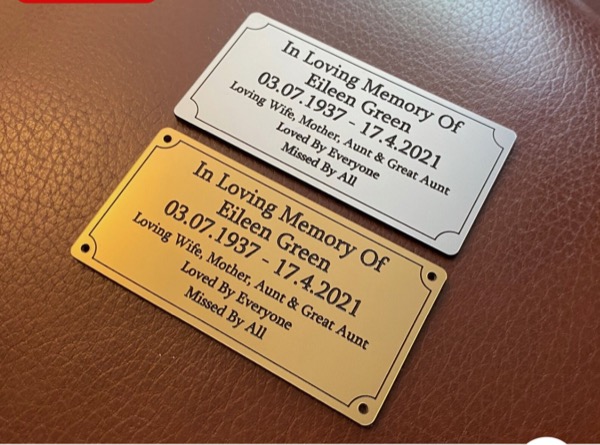 In Loving Memory Of
Eileen Green
03.07.1937 - 17.4.2021
Loving Wife, Mother, Aunt & Great Aunt
Loved By Everyone
Missed By All
In Loving Memory Of
Eileen Green
03.07.1937 - 17.4.2021
Loving Wife, Mother, Aunt & Great Aunt
Loved By Everyone
Missed By All